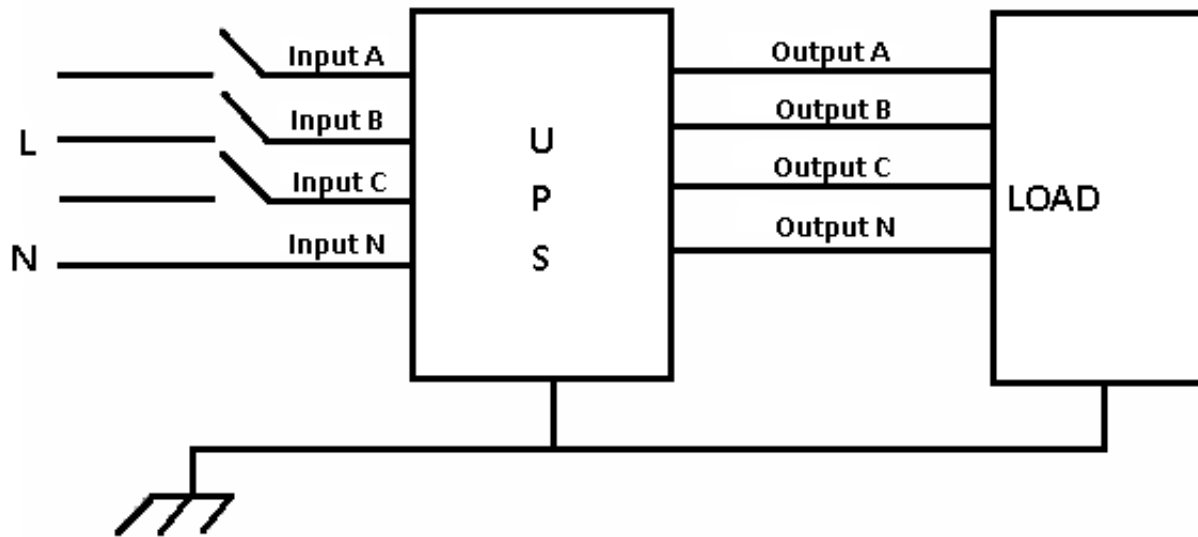 Input A
Output A
Input B
Output B
L
U
Input C
Output C
P
LOAD
Input N
Output N
N
S